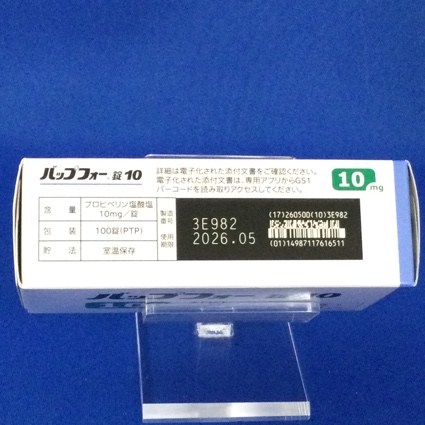 バップフォー®錠10
詳細は電子化された添付文書をご確認ください。
電子化された添付文書は、専用アプリからGS1
バーコードを読み取りアクセスしてください。
10mg
含量 プロピベリン塩酸塩
10mg/錠
包装 100錠(PTP)
貯法 室温保存
製造番号 3E982
使用期限 2026.05
(17)260500(10)3E982
(01)14987117616511
バップフォー®錠10